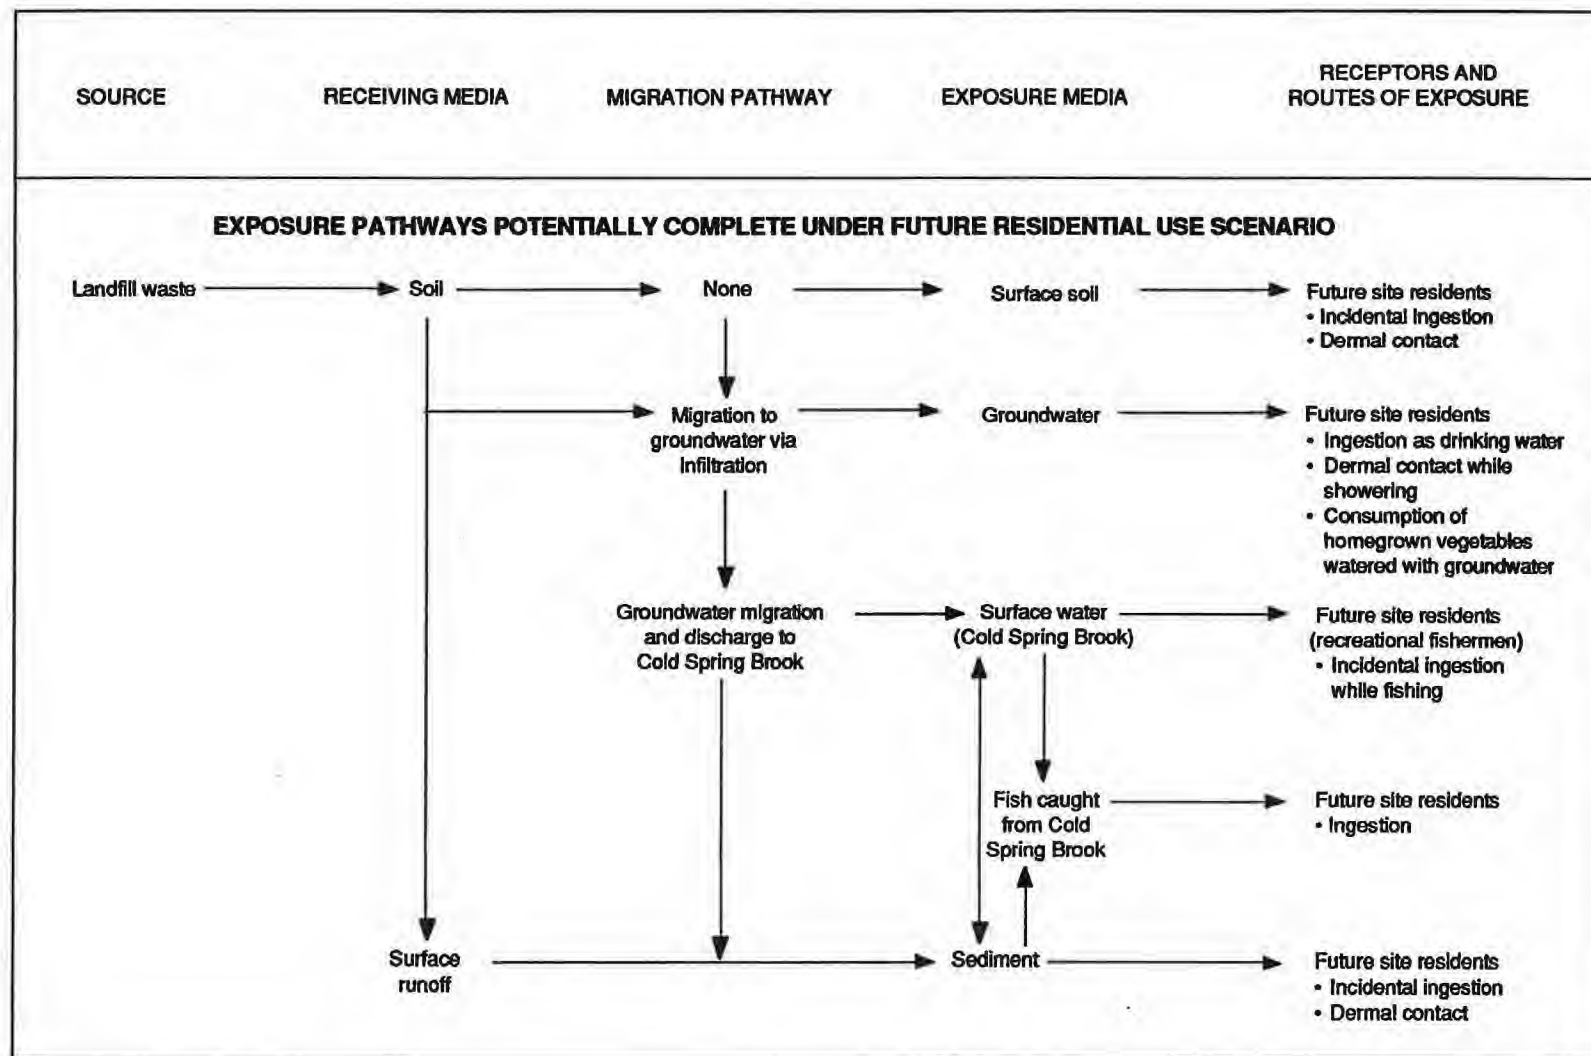 SOURCE
RECEIVING MEDIA
MIGRATION PATHWAY
EXPOSURE MEDIA
RECEPTORS AND
ROUTES OF EXPOSURE
EXPOSURE PATHWAYS POTENTIALLY COMPLETE UNDER FUTURE RESIDENTIAL USE SCENARIO
Landfill waste
Soil
None
Surface soil
Future site residents
• Incidental Ingestion
• Dermal contact
Migration to
groundwater via
Infiltration
Groundwater
Future site residents
• Ingestion as drinking water
• Dermal contact while
showering
• Consumption of
homegrown vegetables
watered with groundwater
Groundwater migration
and discharge to
Cold Spring Brook
Surface water
(Cold Spring Brook)
Future site residents
(recreational fishermen)
• Incidental ingestion
while fishing
Fish caught
from Cold
Spring Brook
Future site residents
• Ingestion
Surface
runoff
Sediment
Future site residents
• Incidental ingestion
• Dermal contact